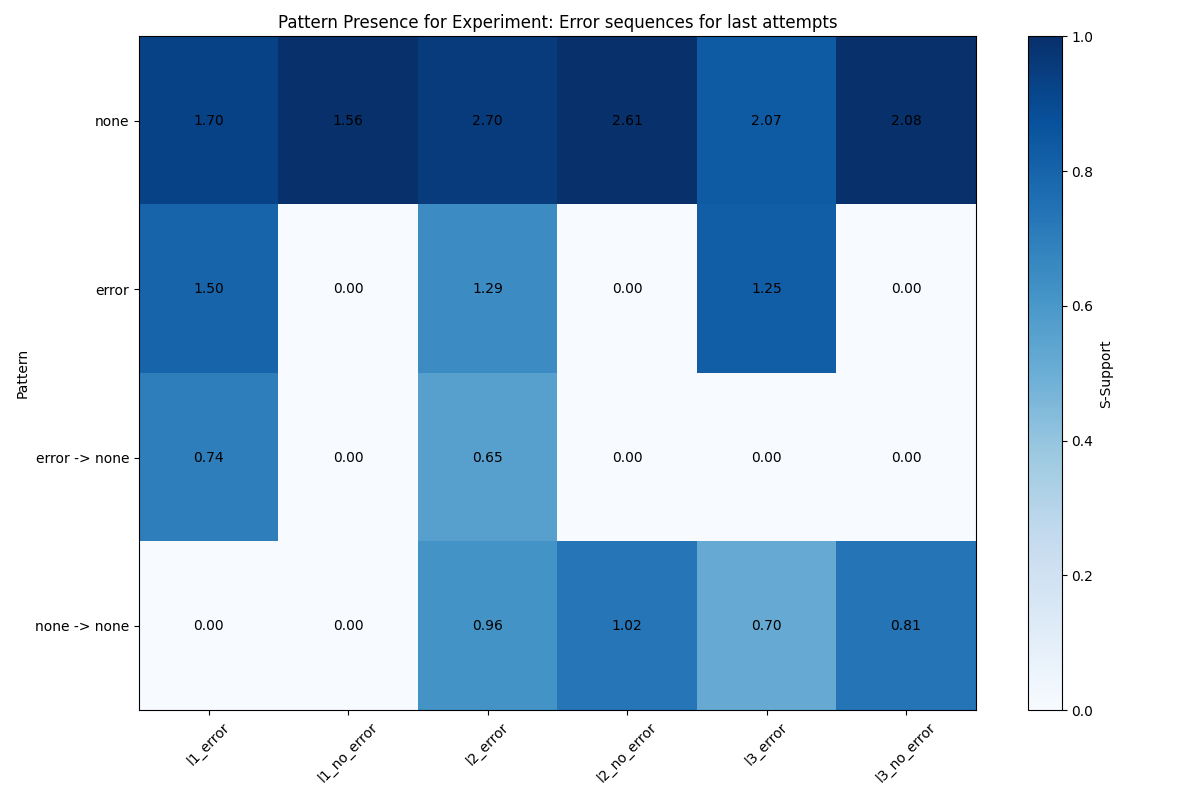 Pattern Presence for Experiment: Error sequences for last attempts
none
1.70 1.56 2.70 2.61 2.07 2.08
error
1.50 0.00 1.29 0.00 1.25 0.00
error -> none
0.74 0.00 0.65 0.00 0.00 0.00
none -> none
0.00 0.00 0.96 1.02 0.70 0.81
Pattern
l1_error l1_no_error l2_error l2_no_error l3_error l3_no_error
1.0
0.8
0.6
0.4
0.2
0.0
S-Support